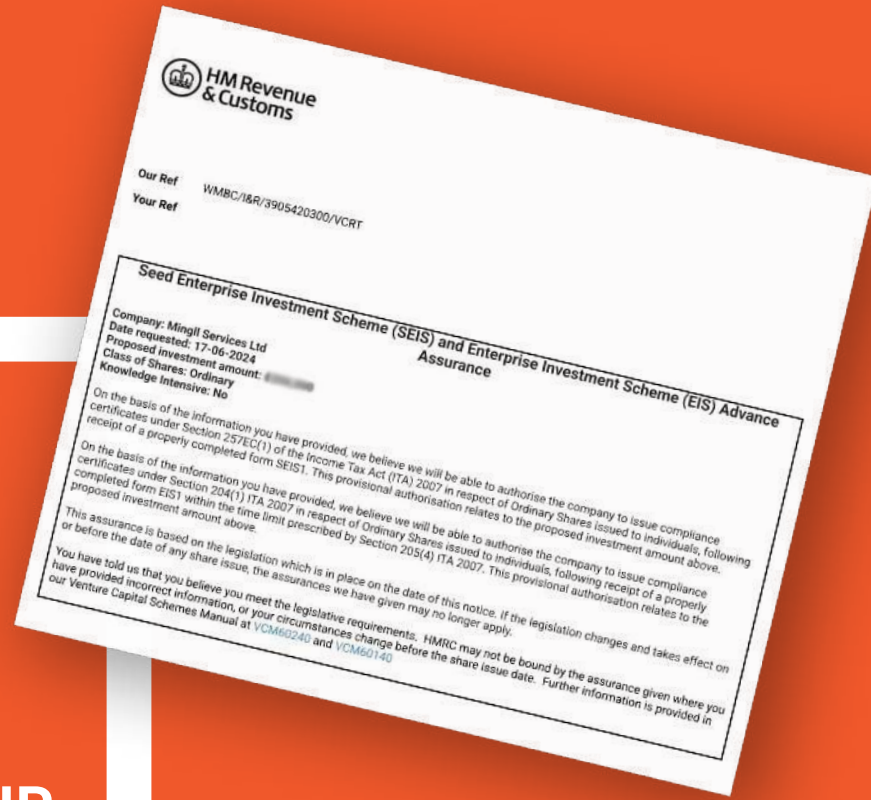 HM Revenue
& Customs
Our Ref WMBC/I&R/3905420300/VCRT
Your Ref
Seed Enterprise Investment Scheme (SEIS) and Enterprise Investment Scheme (EIS) Advance
Assurance
Company: Mingil Services Ltd
Date requested: 17-06-2024
Proposed investment amount:
Class of Shares: Ordinary
Knowledge Intensive: No
On the basis of the information you have provided, we believe we will be able to authorise the company to issue compliance
certificates under Section 257EC(1) of the Income Tax Act (ITA) 2007 in respect of Ordinary Shares issued to individuals, following
receipt of a properly completed form SEIS1. This provisional authorisation relates to the proposed investment amount above.
On the basis of the information you have provided, we believe we will be able to authorise the company to issue compliance
certificates under Section 204(1) ITA 2007 in respect of Ordinary Shares issued to individuals, following receipt of a properly
completed form EIS1 within the time limit prescribed by Section 205(4) ITA 2007. This provisional authorisation relates to the
proposed investment amount above.
This assurance is based on the legislation which is in place on the date of this notice. If the legislation changes and takes effect on
or before the date of any share issue, the assurances we have given may no longer apply.
You have told us that you believe you meet the legislative requirements. HMRC may not be bound by the assurance given where you
have provided incorrect information, or your circumstances change before the share issue date. Further information is provided in
our Venture Capital Schemes Manual at VCM60240 and VCM60140